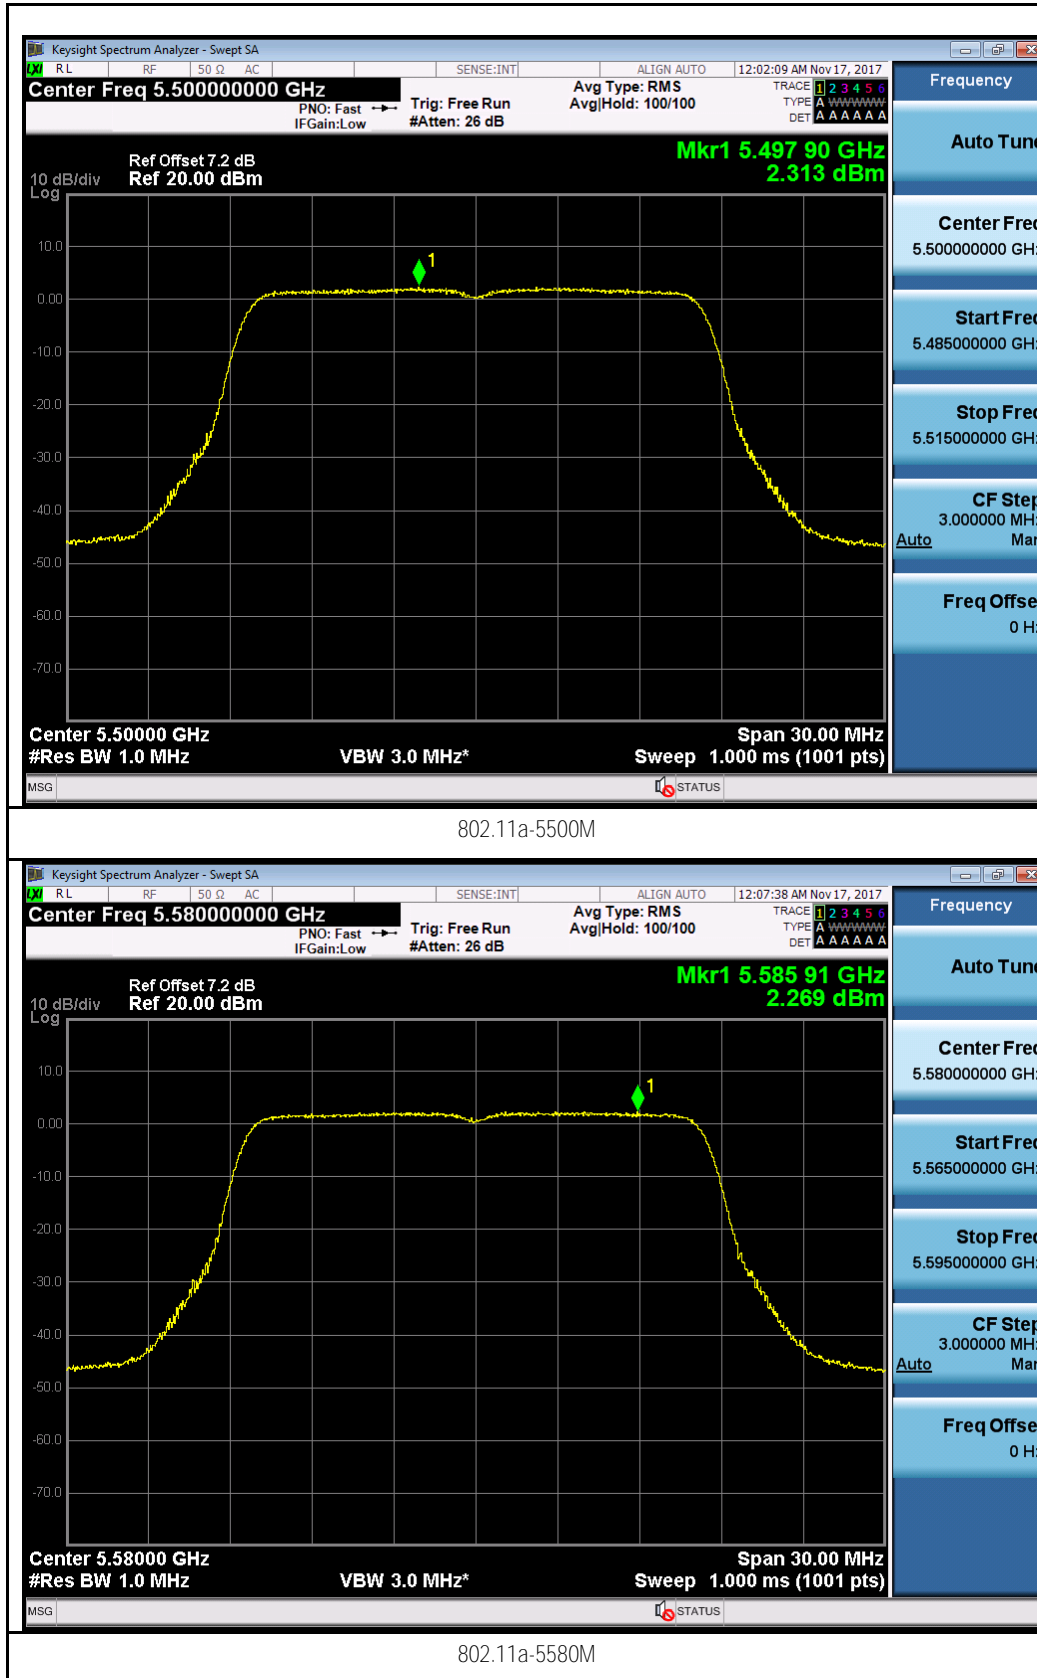 Keysight Spectrum Analyzer - Swept SA
LXI RL RF 50 Ω AC SENSE:INT ALIGN AUTO 12:02:09 AM Nov 17, 2017
Center Freq 5.500000000 GHz
PNO: Fast
IFGain:Low
Trig: Free Run
#Atten: 26 dB
Avg Type: RMS
Avg|Hold: 100/100
TRACE 1 2 3 4 5 6
TYPE A WWWWW
DET A A A A A A
Mkr1 5.497 90 GHz
2.313 dBm
Ref Offset 7.2 dB
10 dB/div Ref 20.00 dBm
Log
10.0
1
0.00
-10.0
-20.0
-30.0
-40.0
-50.0
-60.0
-70.0
Center 5.50000 GHz Span 30.00 MHz
#Res BW 1.0 MHz VBW 3.0 MHz* Sweep 1.000 ms (1001 pts)
MSG STATUS
Frequency
Auto Tune
Center Freq
5.500000000 GHz
Start Freq
5.485000000 GHz
Stop Freq
5.515000000 GHz
CF Step
3.000000 MHz
Auto Man
Freq Offset
0 Hz
802.11a-5500M
Keysight Spectrum Analyzer - Swept SA
LXI RL RF 50 Ω AC SENSE:INT ALIGN AUTO 12:07:38 AM Nov 17, 2017
Center Freq 5.580000000 GHz
PNO: Fast
IFGain:Low
Trig: Free Run
#Atten: 26 dB
Avg Type: RMS
Avg|Hold: 100/100
TRACE 1 2 3 4 5 6
TYPE A WWWWW
DET A A A A A A
Mkr1 5.585 91 GHz
2.269 dBm
Ref Offset 7.2 dB
10 dB/div Ref 20.00 dBm
Log
10.0
1
0.00
-10.0
-20.0
-30.0
-40.0
-50.0
-60.0
-70.0
Center 5.58000 GHz Span 30.00 MHz
#Res BW 1.0 MHz VBW 3.0 MHz* Sweep 1.000 ms (1001 pts)
MSG STATUS
Frequency
Auto Tune
Center Freq
5.580000000 GHz
Start Freq
5.565000000 GHz
Stop Freq
5.595000000 GHz
CF Step
3.000000 MHz
Auto Man
Freq Offset
0 Hz
802.11a-5580M